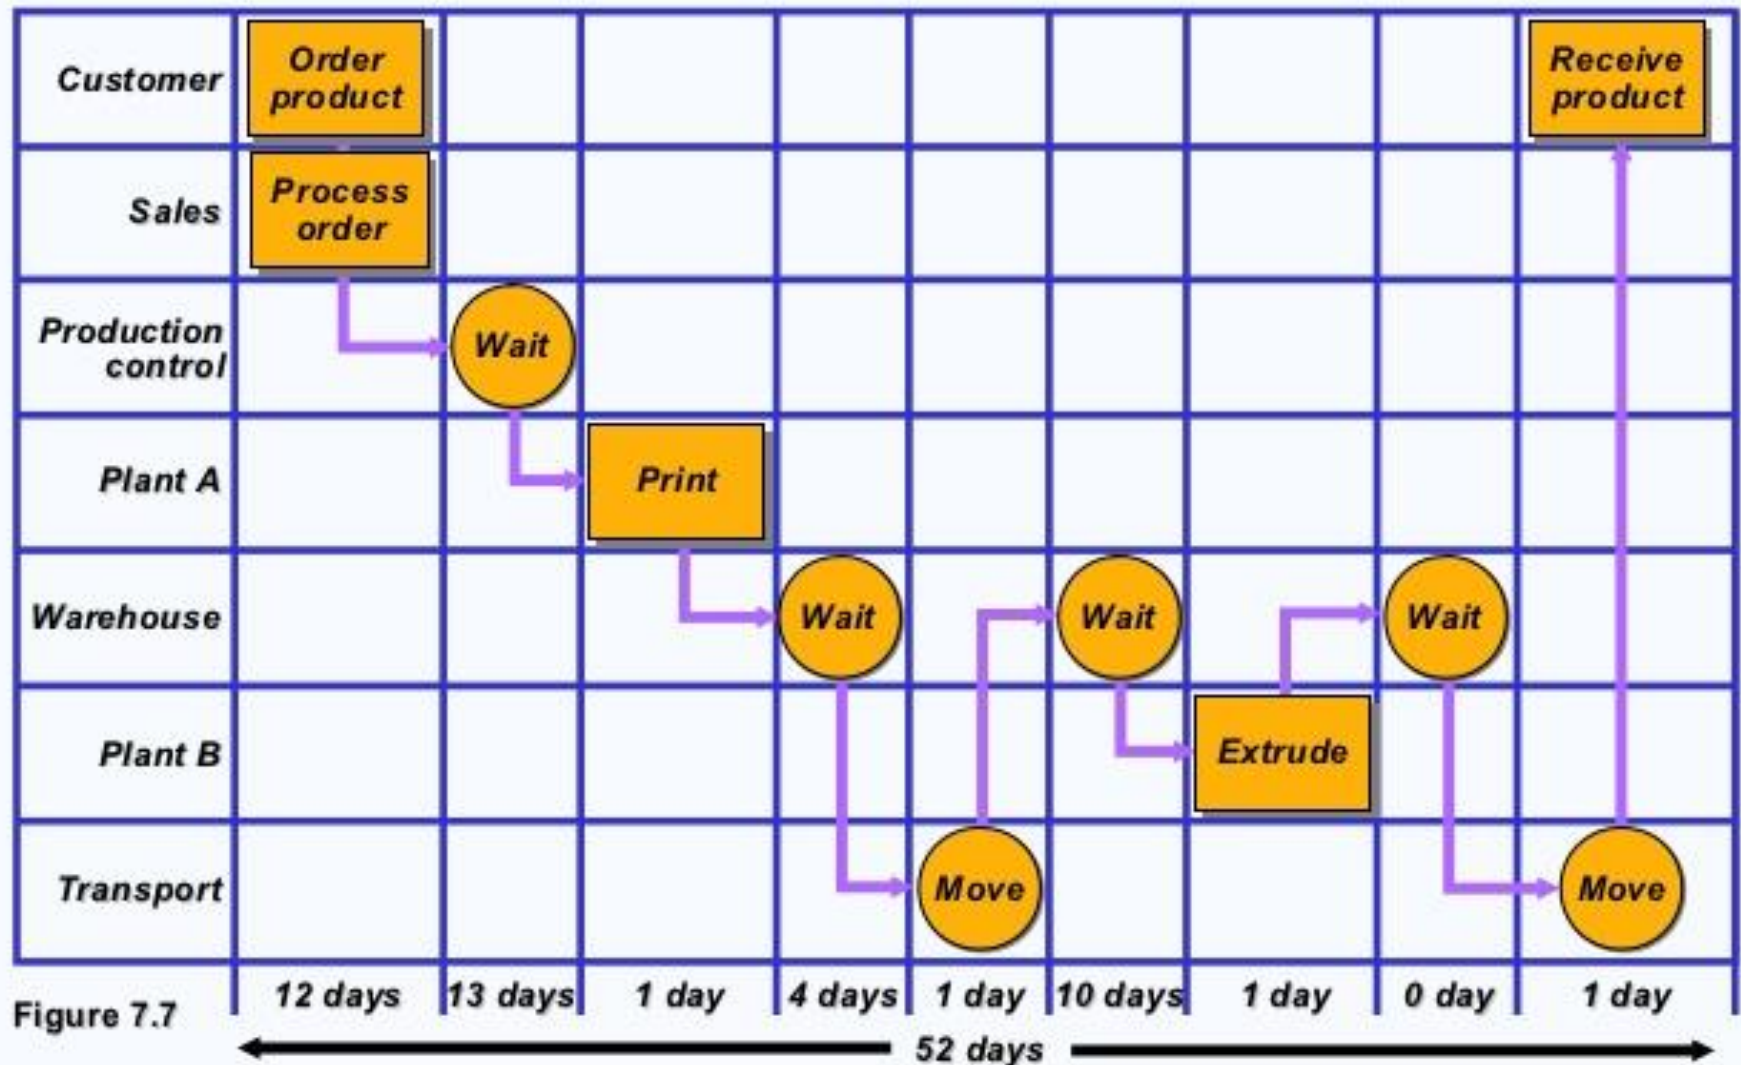 Customer
Order
product
Receive
product
Sales
Process
order
Production
control
Wait
Plant A
Print
Warehouse
Wait
Wait
Wait
Plant B
Extrude
Transport
Move
Move
12 days
13 days
1 day
4 days
1 day
10 days
1 day
0 day
1 day
Figure 7.7
52 days